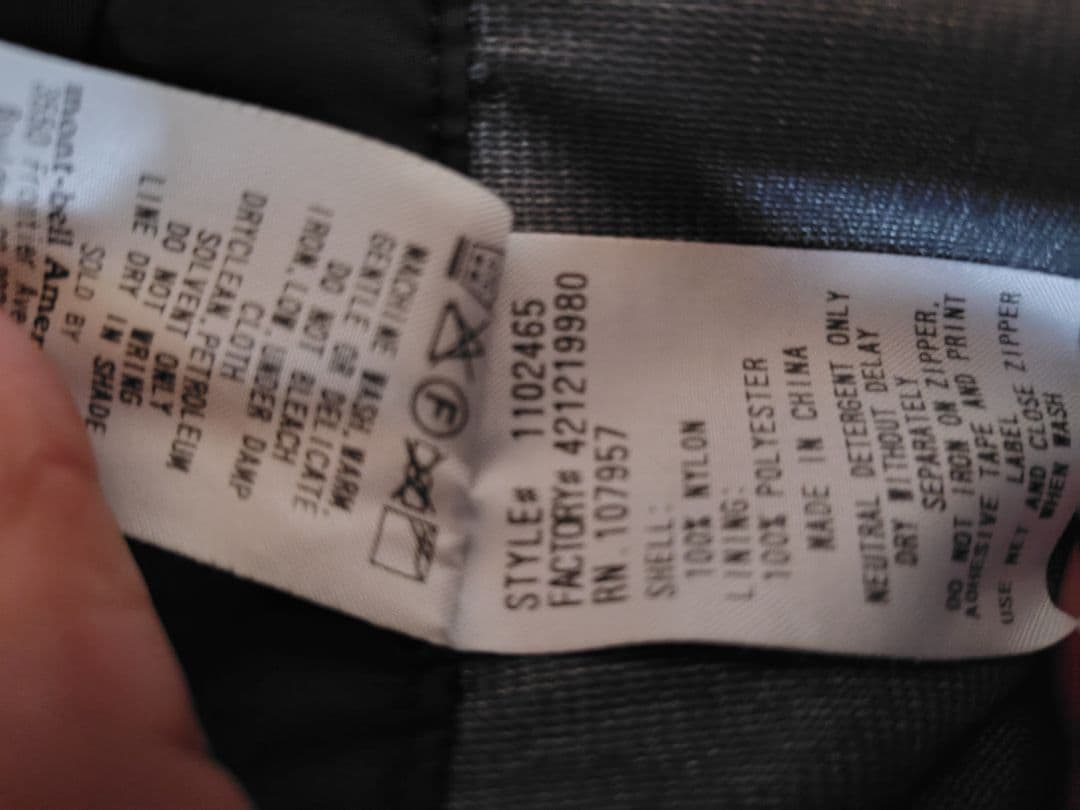 STYLE# 1102465
FACTORY# 4212119980
RN.107957
SHELL:
100% NYLON
LINING:
100% POLYESTER
MADE IN CHINA
NEUTRAL DETERGENT ONLY
DRY WITHOUT DELAY
SEPARATELY
DO NOT IRON ON ZIPPER.
ADHESIVE TAPE AND PRINT
LABEL
USE NET AND CLOSE ZIPPER
WHEN WASH
F
MACHINE WASH.WARM
GENTLE OR DELICATE
DO NOT BLEACH
IRON.LOW.UNDER DAMP
CLOTH
DRYCLEAN.PETROLEUM
SOLVENT ONLY
DO NOT WRING
LINE DRY IN SHADE
SOLD BY
mont-bell Amer
Frontier Ave